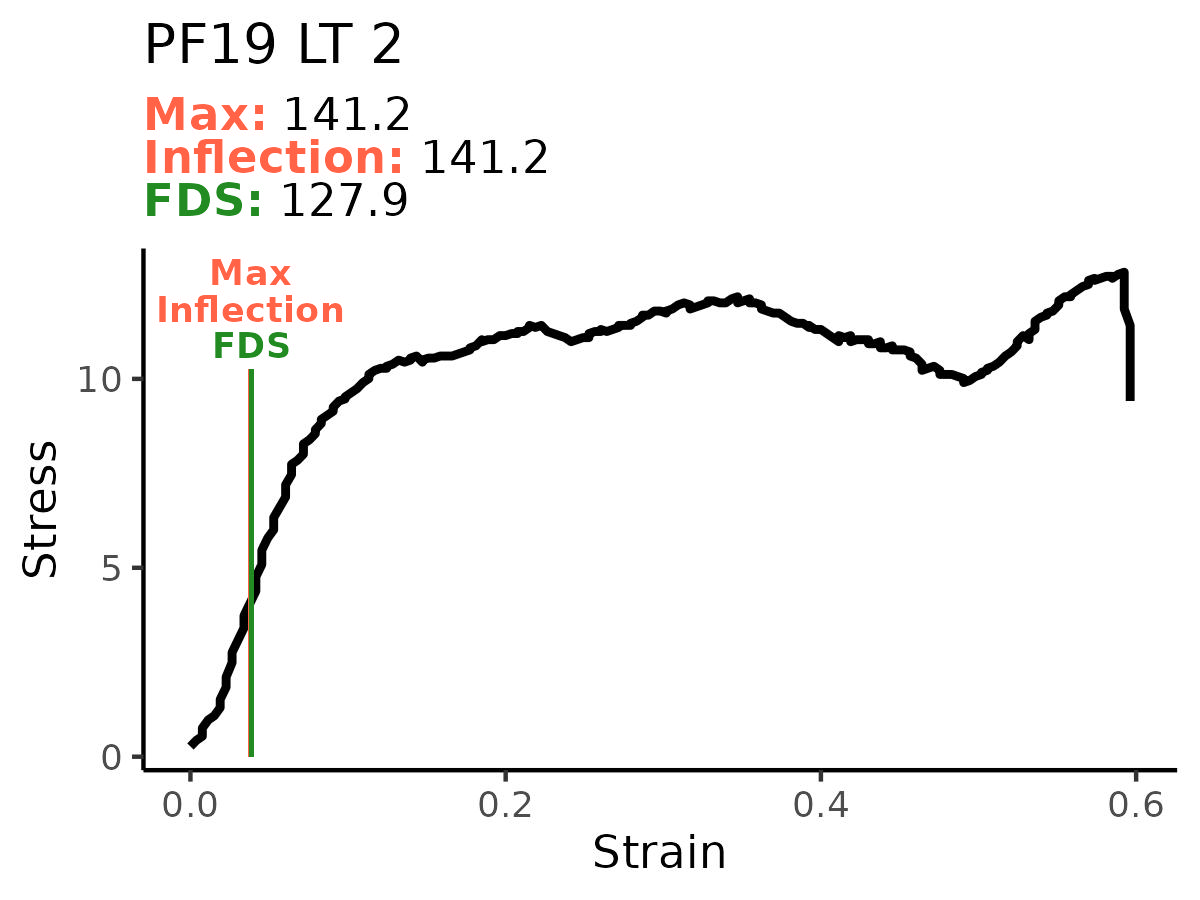 PF19 LT 2
Max: 141.2
Inflection: 141.2
FDS: 127.9
Max
Inflection
FDS
10
5
0
Stress
0.0 0.2 0.4 0.6
Strain